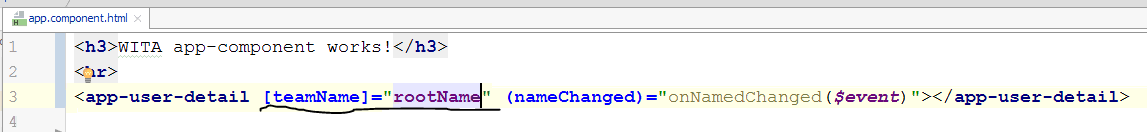 app.component.html
1 <h3>WITA app-component works!</h3>
2 <hr>
3 <app-user-detail [teamName]="rootName" (nameChanged)="onNamedChanged($event)"></app-user-detail>
4